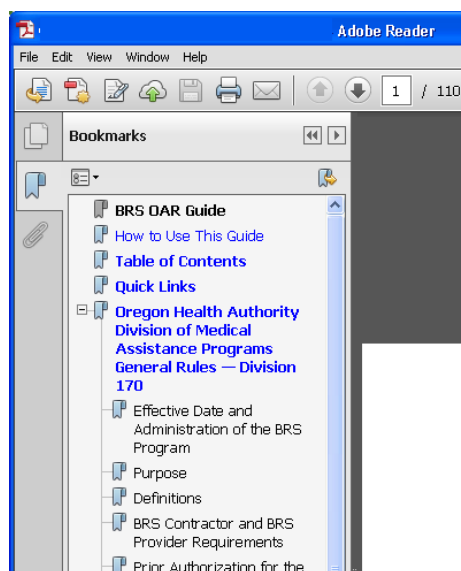 Adobe Reader
File Edit View Window Help
1 / 110
Bookmarks
BRS OAR Guide
How to Use This Guide
Table of Contents
Quick Links
Oregon Health Authority
Division of Medical
Assistance Programs
General Rules — Division
170
Effective Date and
Administration of the BRS
Program
Purpose
Definitions
BRS Contractor and BRS
Provider Requirements
Prior Authorization for the